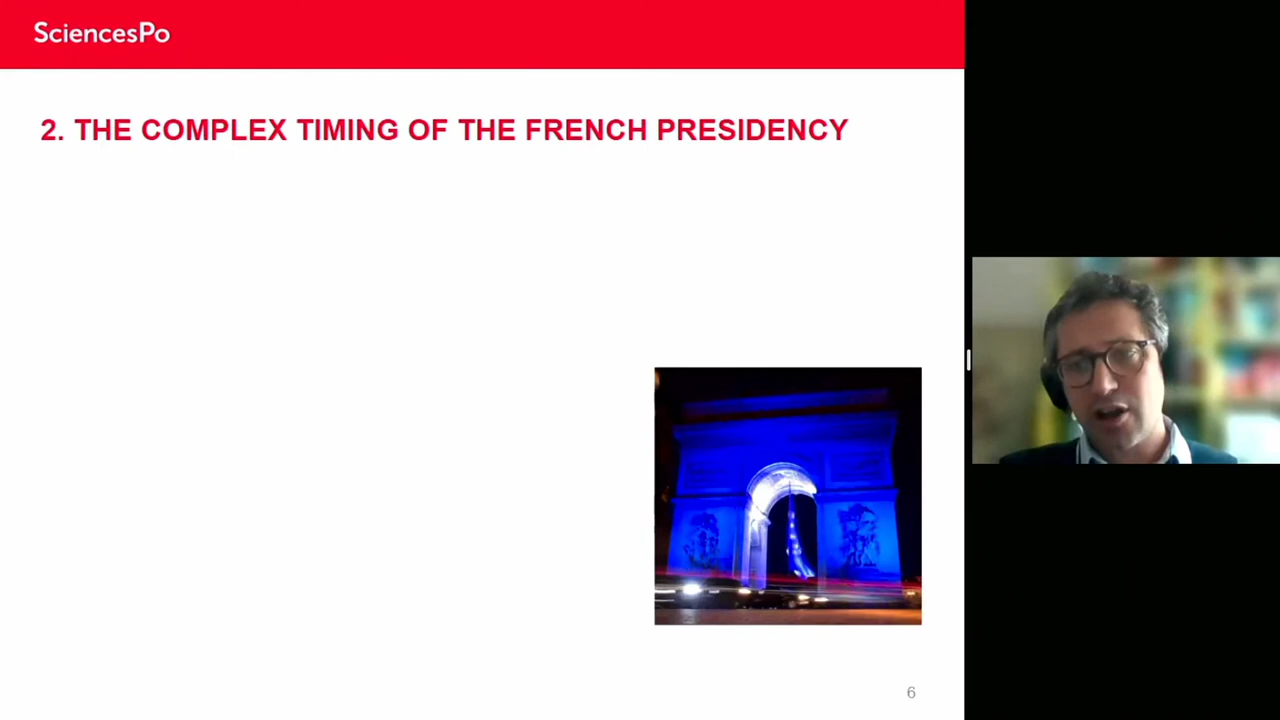 SciencesPo
2. THE COMPLEX TIMING OF THE FRENCH PRESIDENCY
6